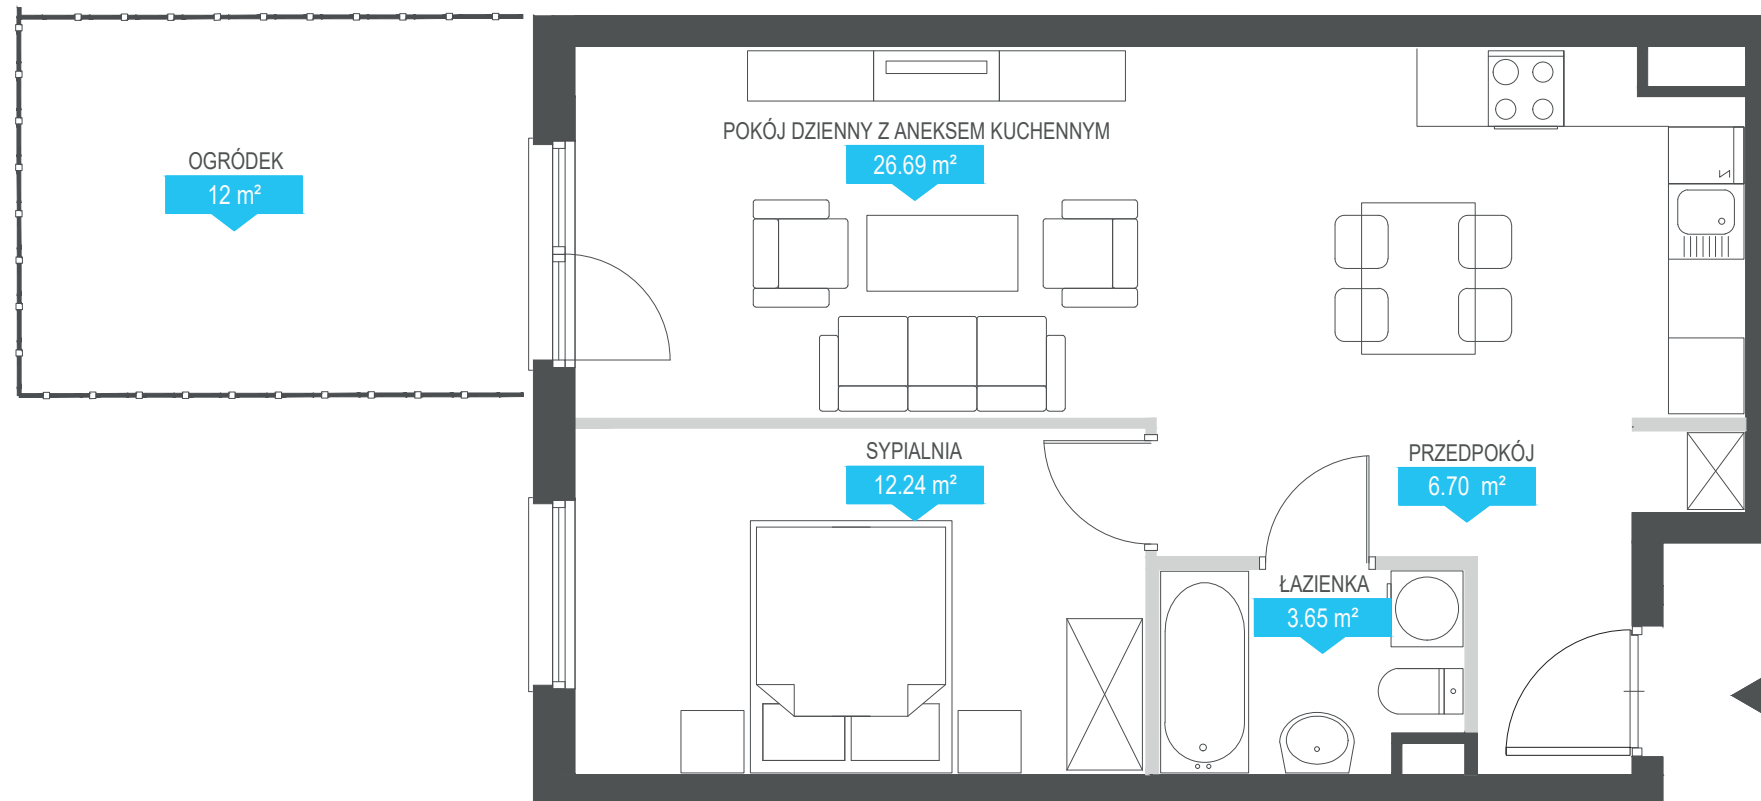 POKÓJ DZIENNY Z ANEKSEM KUCHENNYM
26.69 m²
OGRÓDEK
12 m²
SYPIALNIA
12.24 m²
PRZEDPOKÓJ
6.70 m²
ŁAZIENKA
3.65 m²